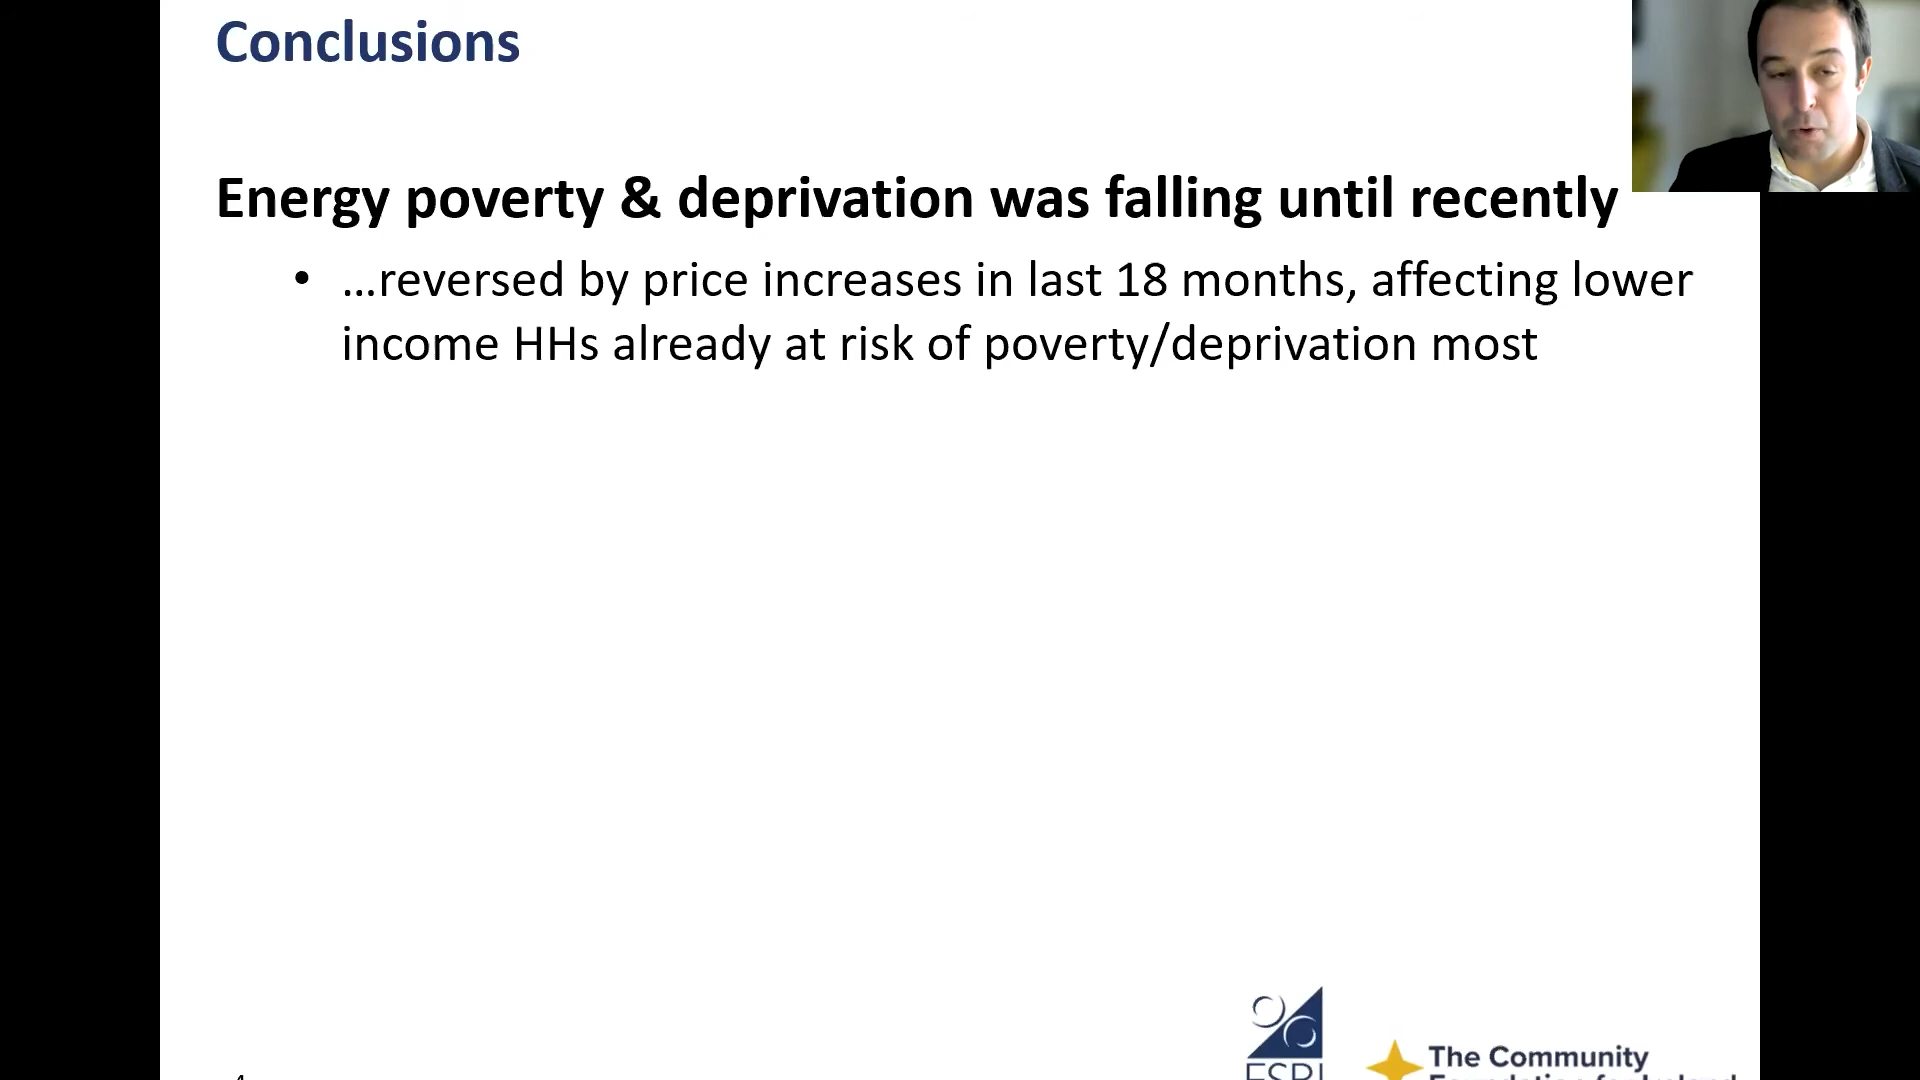 Conclusions
Energy poverty & deprivation was falling until recently
• …reversed by price increases in last 18 months, affecting lower
income HHs already at risk of poverty/deprivation most
ESRI
The Community
Foundation for Ireland